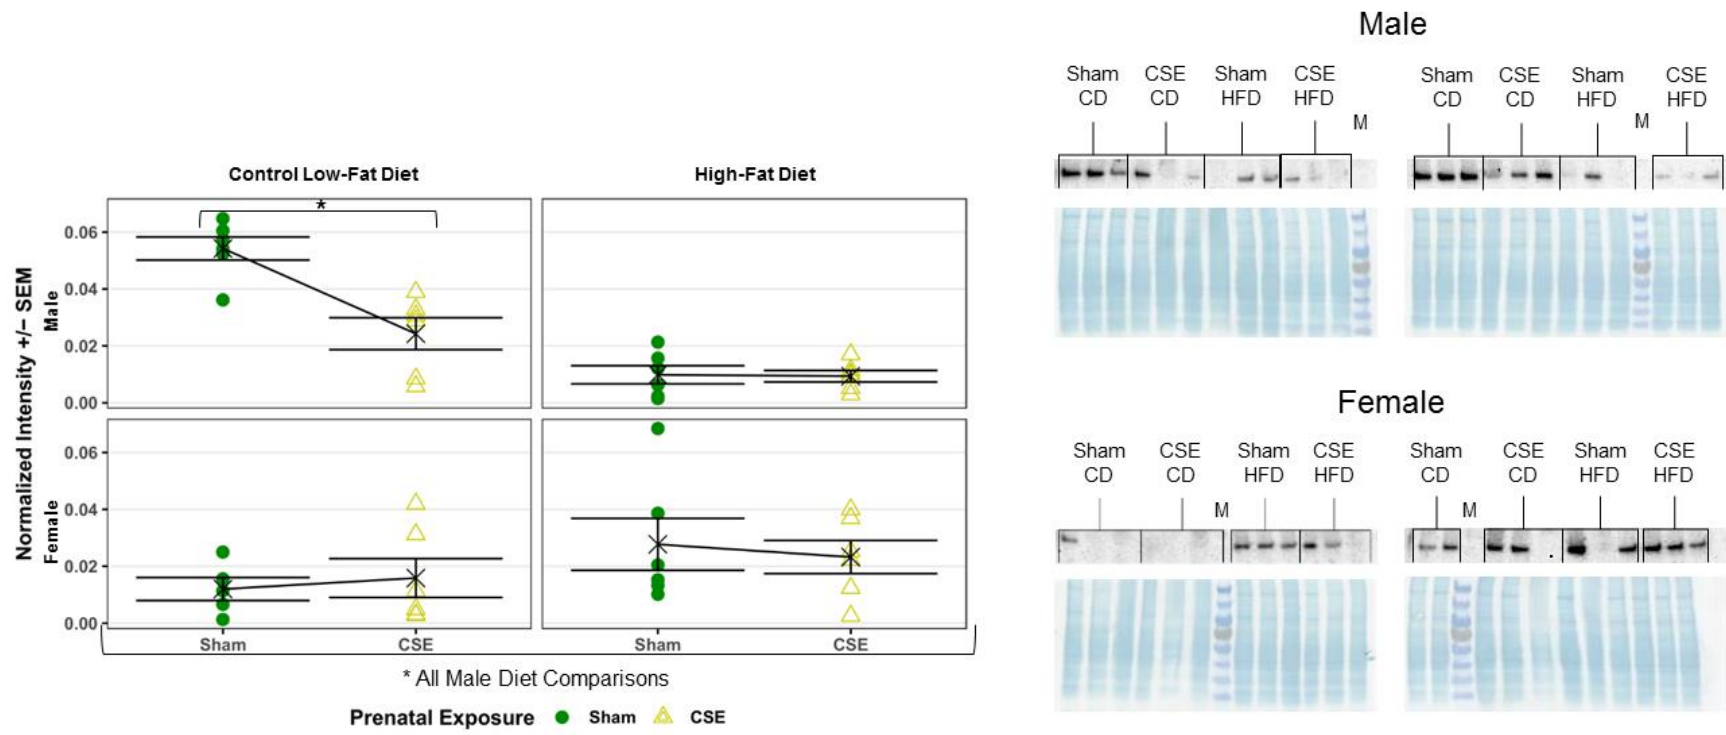 Control Low-Fat Diet
High-Fat Diet
*
Normalized Intensity +/− SEM
Male
Female
0.06
0.04
0.02
0.00
0.06
0.04
0.02
0.00
Sham
CSE
Sham
CSE
* All Male Diet Comparisons
Prenatal Exposure Sham CSE
Male
Sham CSE Sham CSE
CD CD HFD HFD
M
Sham CSE Sham CSE
CD CD HFD HFD
M
Female
Sham CSE Sham CSE
CD CD HFD HFD
M
Sham CSE Sham CSE
CD CD HFD HFD
M